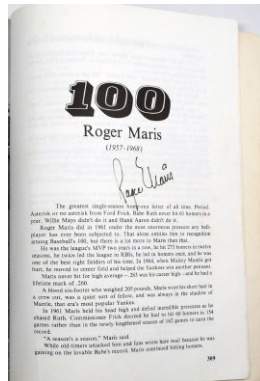 100
Roger Maris
(1957-1968)
Roger Maris
The greatest single-season home-run hitter of all time. Period.
Asterisk or no asterisk from Ford Frick. Babe Ruth never hit 61 homers in a
year. Willie Mays didn't do it and Hank Aaron didn't do it.
Roger Maris did in 1961 under the most enormous pressure any ball-
player has ever been subjected to. That alone entitles him to recognition
among Baseball's 100, but there is a lot more to Maris than that.
He was the league's MVP two years in a row, he hit 275 homers in twelve
seasons, he twice led the league in RBIs, he led in homers once, and he was
one of the best right fielders of his time. In 1964, when Mickey Mantle got
hurt, he moved to center field and helped the Yankees win another pennant.
Maris never hit for high average—.283 was his career high—and he had a
lifetime mark of .260.
A blond six-footer who weighed 205 pounds, Maris wore his short hair in
a crew cut, was a quiet sort of fellow, and was always in the shadow of
Mantle, that era's most popular Yankee.
In 1961 Maris held his head high and defied incredible pressures as he
chased Ruth. Commissioner Frick decreed he had to hit 60 homers in 154
games rather than in the newly lengthened season of 162 games to earn the
record.
"A season's a season," Maris said.
While old-timers attacked him and fans wrote hate mail because he was
gaining on the lovable Babe's record, Maris continued hitting homers.
309